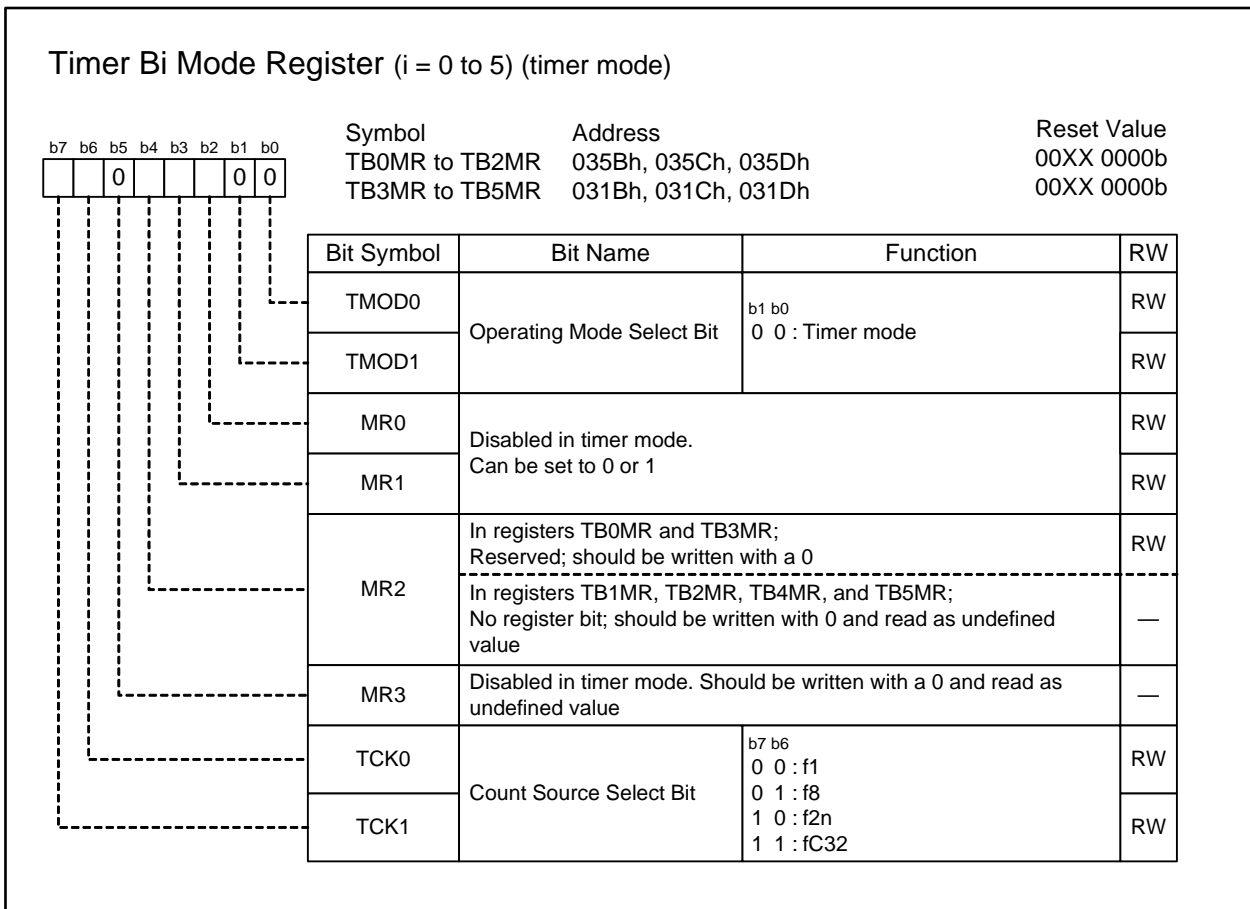 Timer Bi Mode Register (i = 0 to 5) (timer mode)
b7 b6 b5 b4 b3 b2 b1 b0
0 0 0
Symbol Address Reset Value
TB0MR to TB2MR 035Bh, 035Ch, 035Dh 00XX 0000b
TB3MR to TB5MR 031Bh, 031Ch, 031Dh 00XX 0000b
Bit Symbol Bit Name Function RW
TMOD0 RW
Operating Mode Select Bit
b1 b0
0 0 : Timer mode
TMOD1 RW
MR0 RW
Disabled in timer mode.
Can be set to 0 or 1
MR1 RW
MR2
In registers TB0MR and TB3MR;
Reserved; should be written with a 0
RW
In registers TB1MR, TB2MR, TB4MR, and TB5MR;
No register bit; should be written with 0 and read as undefined
value
—
MR3
Disabled in timer mode. Should be written with a 0 and read as
undefined value
—
TCK0 RW
Count Source Select Bit
b7 b6
0 0 : f1
0 1 : f8
1 0 : f2n
1 1 : fC32
TCK1 RW